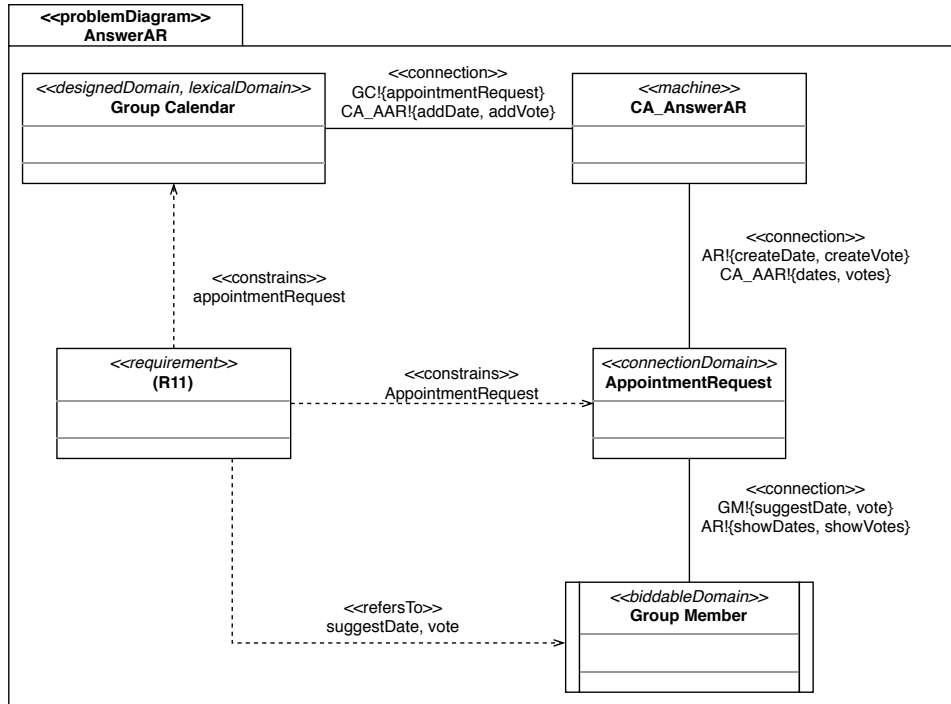 <<problemDiagram>>
AnswerAR
<<designedDomain, lexicalDomain>>
Group Calendar
<<connection>>
GC!{appointmentRequest}
CA_AAR!{addDate, addVote}
<<machine>>
CA_AnswerAR
<<connection>>
AR!{createDate, createVote}
CA_AAR!{dates, votes}
<<constrains>>
appointmentRequest
<<requirement>>
(R11)
<<constrains>>
AppointmentRequest
<<connectionDomain>>
AppointmentRequest
<<connection>>
GM!{suggestDate, vote}
AR!{showDates, showVotes}
<<refersTo>>
suggestDate, vote
<<biddableDomain>>
Group Member